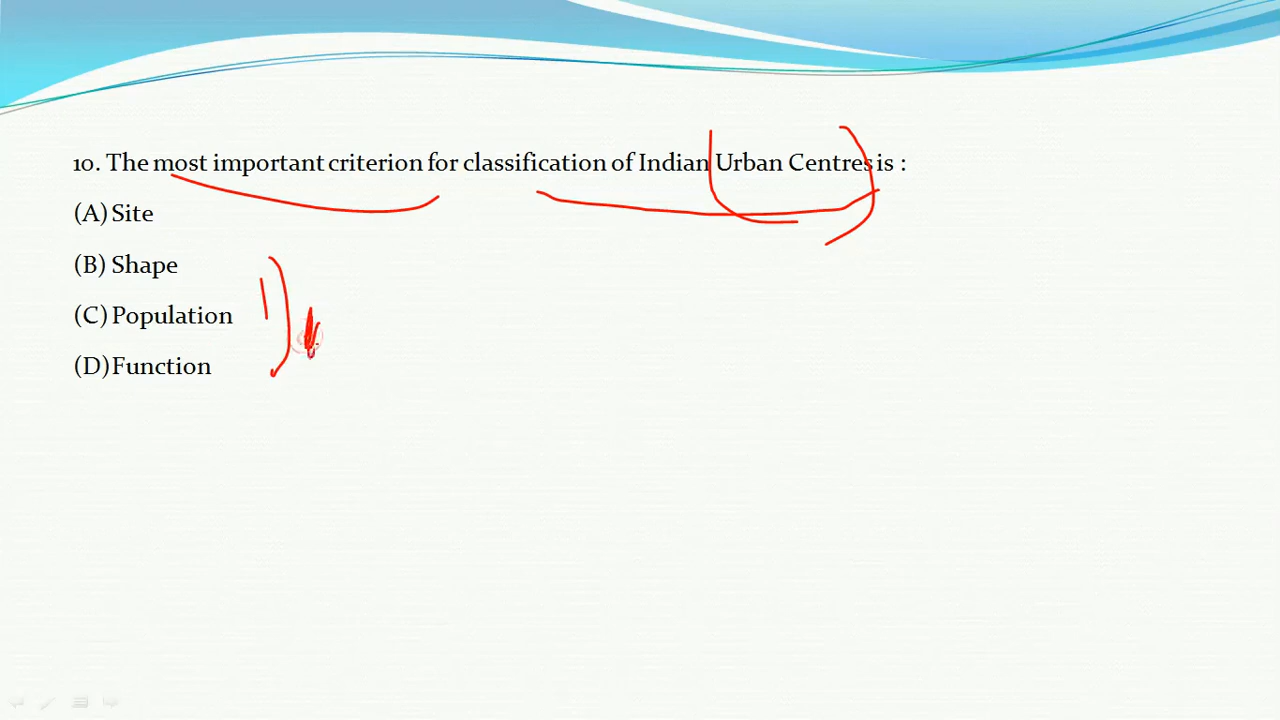 10. The most important criterion for classification of Indian Urban Centres is :
(A) Site
(B) Shape
(C) Population
(D) Function